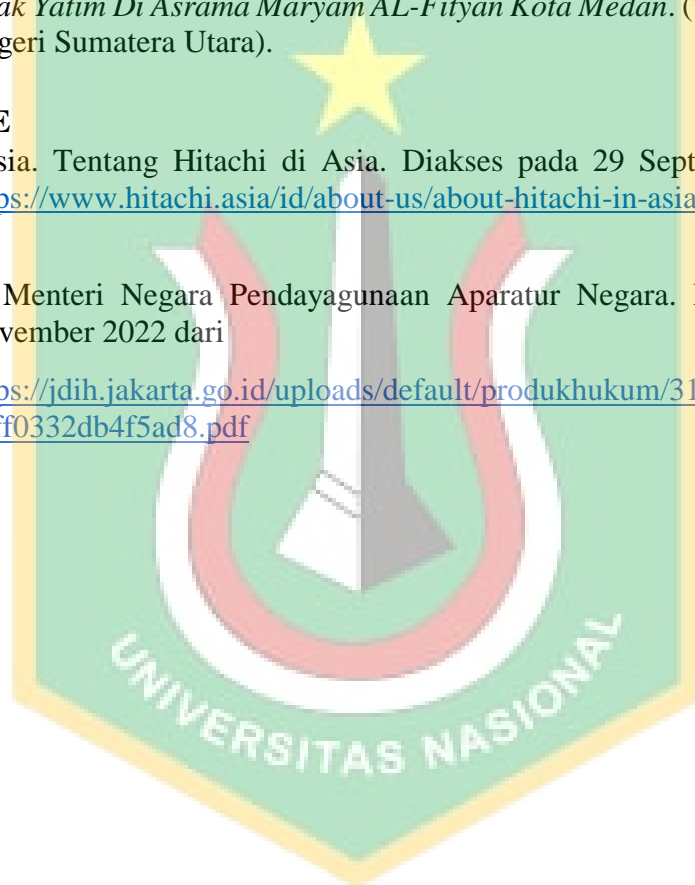 ak Yatim Di Asrama Maryam AL-Fityan Kota Medan. (
geri Sumatera Utara).
E
sia. Tentang Hitachi di Asia. Diakses pada 29 Sept
ps://www.hitachi.asia/id/about-us/about-hitachi-in-asia
Menteri Negara Pendayagunaan Aparatur Negara.
vember 2022 dari
ps://jdih.jakarta.go.id/uploads/default/produkhukum/31
ff0332db4f5ad8.pdf
UNIVERSITAS NASIONAL